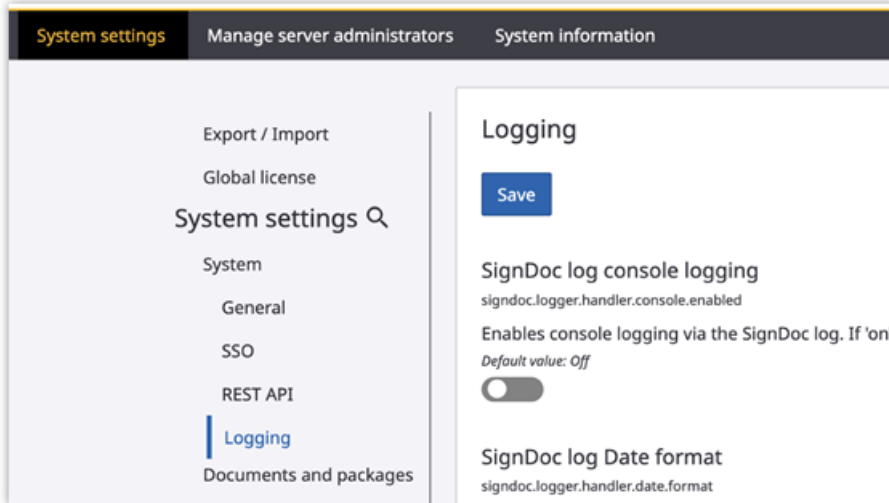 System settings Manage server administrators System information
Export / Import
Global license
System settings
System
General
SSO
REST API
Logging
Documents and packages
Logging
Save
SignDoc log console logging
signdoc.logger.handler.console.enabled
Enables console logging via the SignDoc log. If 'on'
Default value: Off
SignDoc log Date format
signdoc.logger.handler.date.format